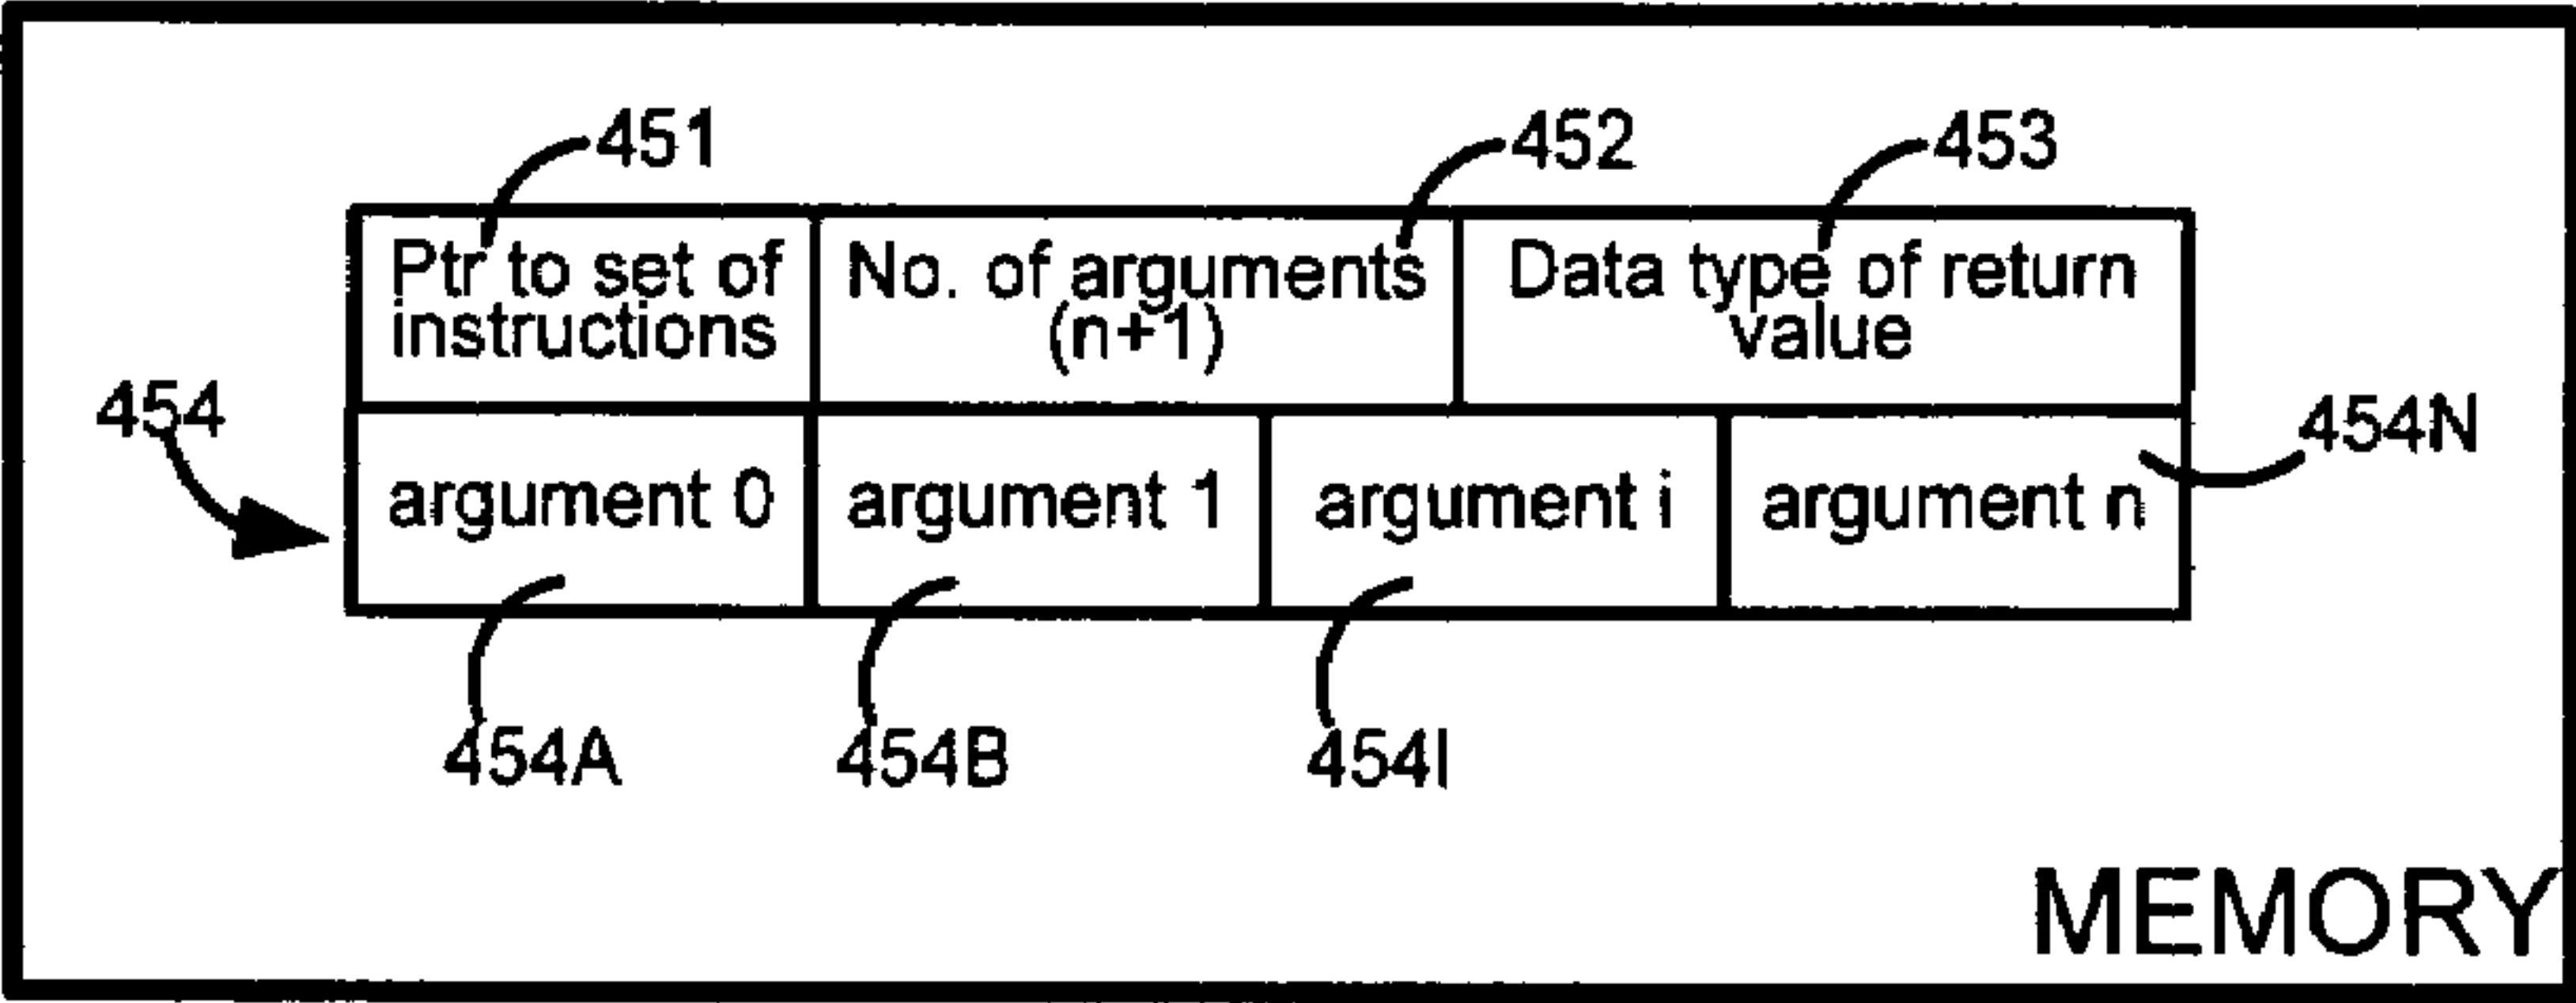 451 452 453
Ptr to set of No. of arguments Data type of return
instructions (n+1) value
454 454N
argument 0 argument 1 argument i argument n
454A 454B 454I
MEMORY